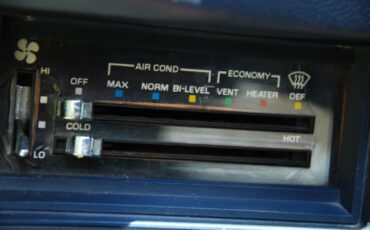 AIR COND
ECONOMY
HI
OFF
MAX
NORM
BI-LEVEL
VENT
HEATER
DEF
COLD
HOT
LO